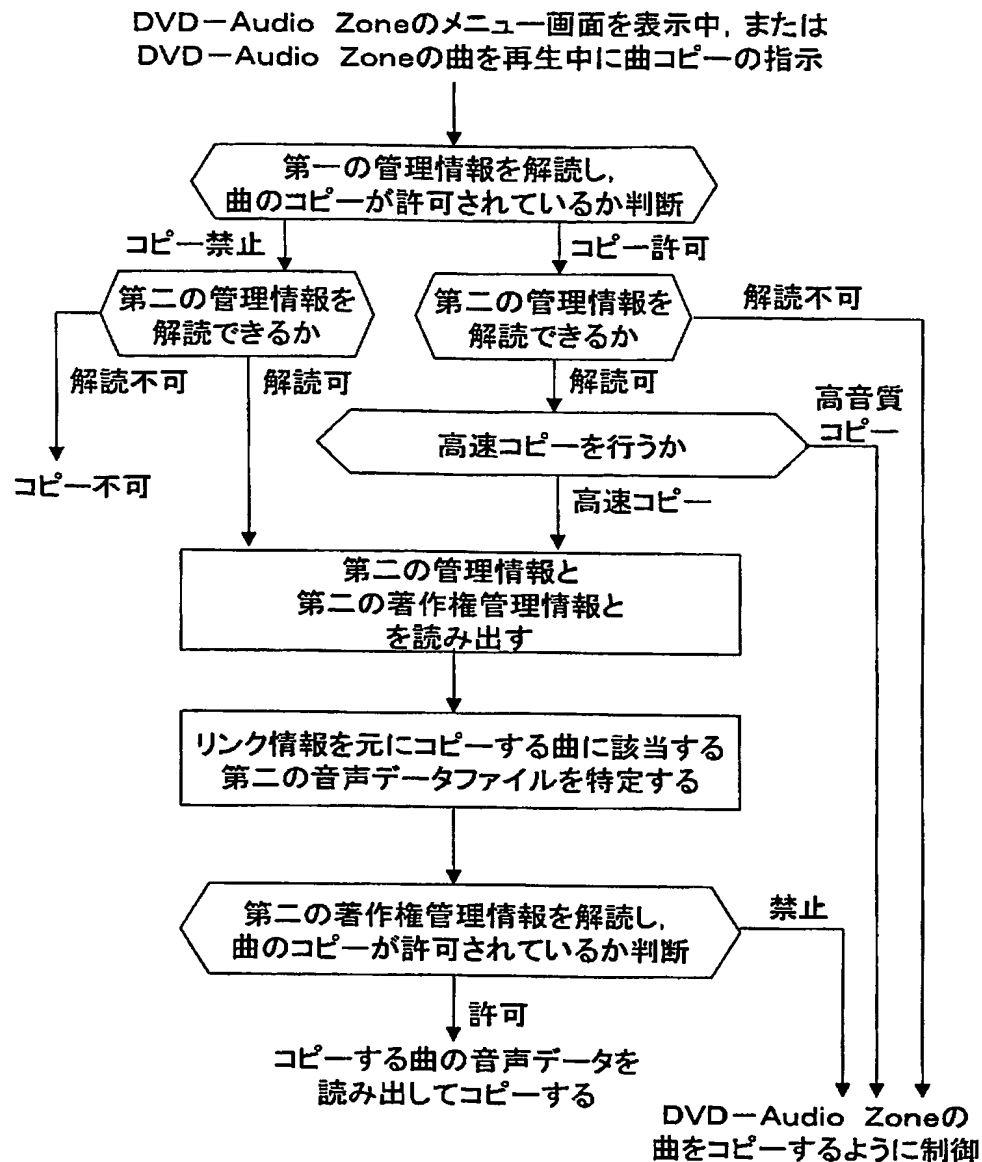 DVD－Audio Zoneのメニュー画面を表示中，または
DVD－Audio Zoneの曲を再生中に曲コピーの指示
第一の管理情報を解読し，
曲のコピーが許可されているか判断
コピー禁止
コピー許可
第二の管理情報を
解読できるか
第二の管理情報を
解読できるか
解読不可
解読不可
解読可
解読可
高音質
コピー
高速コピーを行うか
コピー不可
高速コピー
第二の管理情報と
第二の著作権管理情報と
を読み出す
リンク情報を元にコピーする曲に該当する
第二の音声データファイルを特定する
第二の著作権管理情報を解読し，
曲のコピーが許可されているか判断
禁止
許可
コピーする曲の音声データを
読み出してコピーする
DVD－Audio Zoneの
曲をコピーするように制御